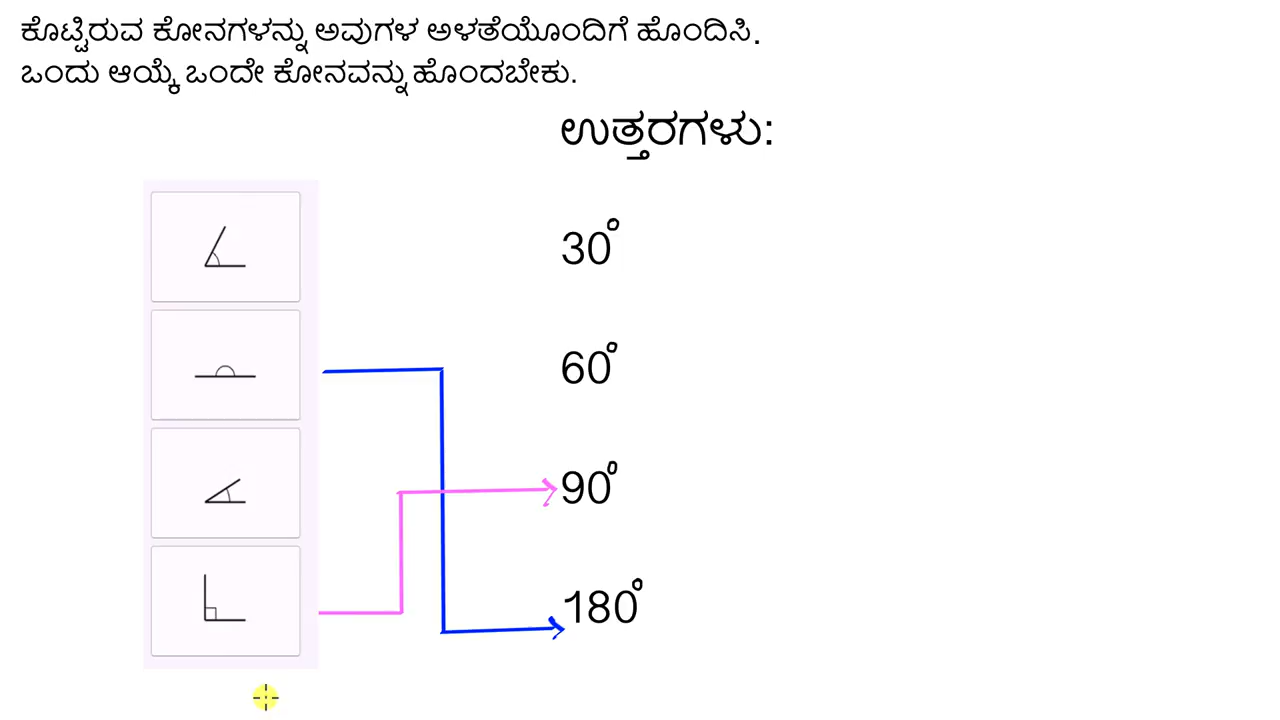 ಕೊಟ್ಟಿರುವ ಕೋನಗಳನ್ನು ಅವುಗಳ ಅಳತೆಯೊಂದಿಗೆ ಹೊಂದಿಸಿ.
ಒಂದು ಆಯ್ಕೆ ಒಂದೇ ಕೋನವನ್ನು ಹೊಂದಬೇಕು.
ಉತ್ತರಗಳು:
30°
60°
90°
180°